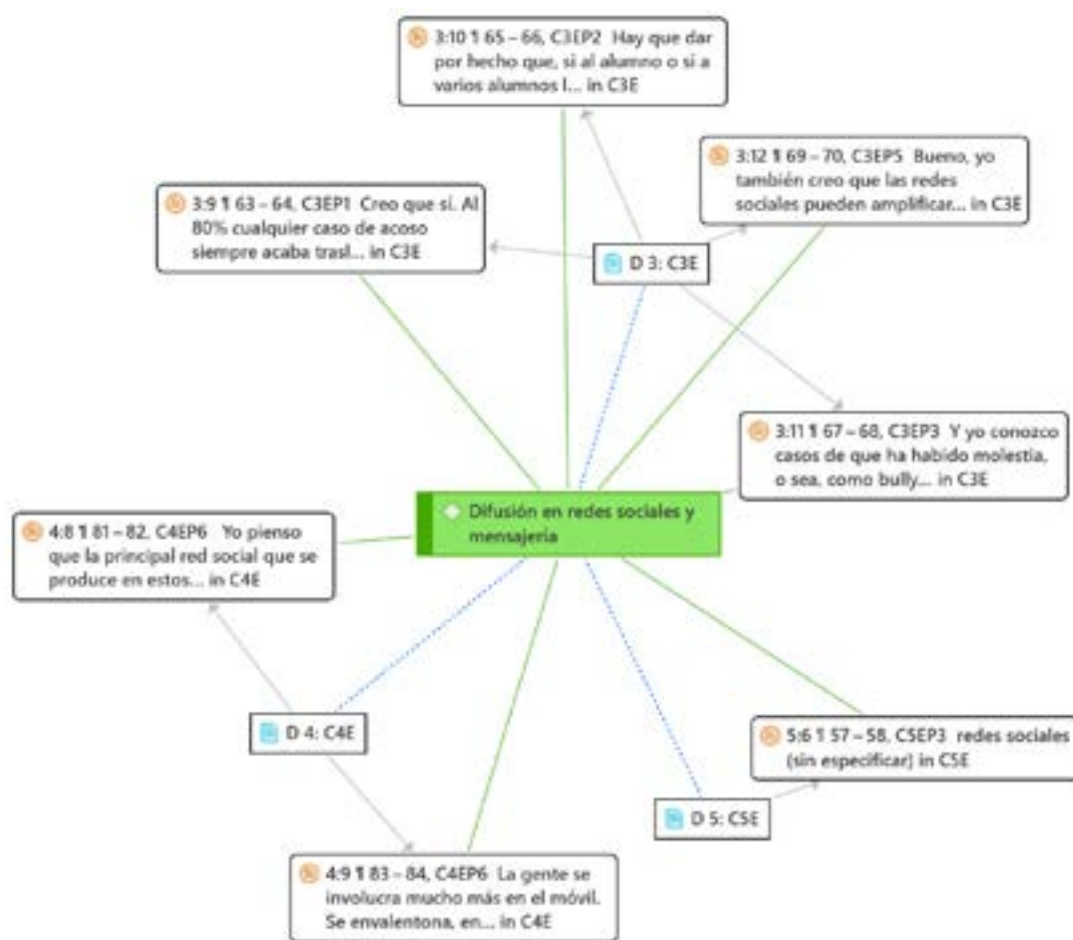 3:10 ¶ 65 – 66, C3EP2 Hay que dar
por hecho que, si al alumno o si a
varios alumnos l... in C3E
3:12 ¶ 69 – 70, C3EP5 Bueno, yo
también creo que las redes
sociales pueden amplificar... in C3E
3:9 ¶ 63 – 64, C3EP1 Creo que sí. Al
80% cualquier caso de acoso
siempre acaba trasl... in C3E
D 3: C3E
3:11 ¶ 67 – 68, C3EP3 Y yo conozco
casos de que ha habido molestia,
o sea, como bully... in C3E
Difusión en redes sociales y
mensajería
4:8 ¶ 81 – 82, C4EP6 Yo pienso
que la principal red social que se
produce en estos... in C4E
D 4: C4E
5:6 ¶ 57 – 58, C5EP3 redes sociales
(sin especificar) in C5E
D 5: C5E
4:9 ¶ 83 – 84, C4EP6 La gente se
involucra mucho más en el móvil.
Se envalentona, en... in C4E